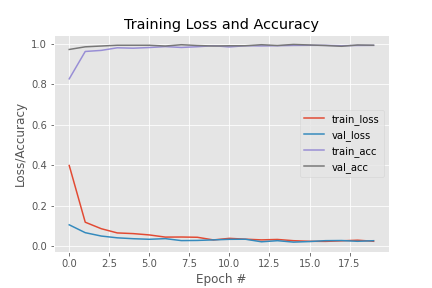 Training Loss and Accuracy
1.0
0.8
0.6
0.4
0.2
0.0
Loss/Accuracy
train_loss
val_loss
train_acc
val_acc
0.0 2.5 5.0 7.5 10.0 12.5 15.0 17.5
Epoch #